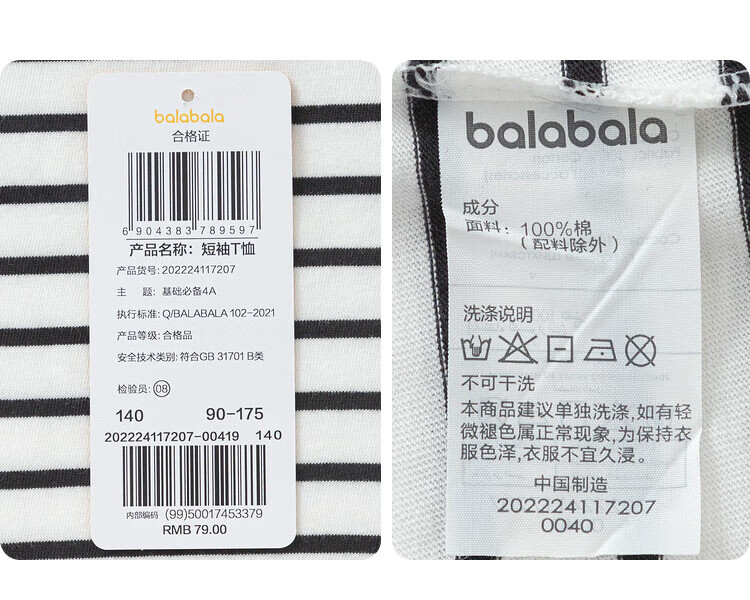 balabala
合格证
6 904383 789597
产品名称：短袖T恤
产品货号：202224117207
主 题：基础必备4A
执行标准：Q/BALABALA 102-2021
产品等级：合格品
安全技术类别：符合GB 31701 B类
检验员：08
140 90-175
202224117207-00419 140
内部编码 (99)50017453379
RMB 79.00
balabala
成分
面料：100%棉
（配料除外）
洗涤说明
不可干洗
本商品建议单独洗涤，如有轻
微褪色属正常现象，为保持衣
服色泽，衣服不宜久浸。
中国制造
202224117207
0040